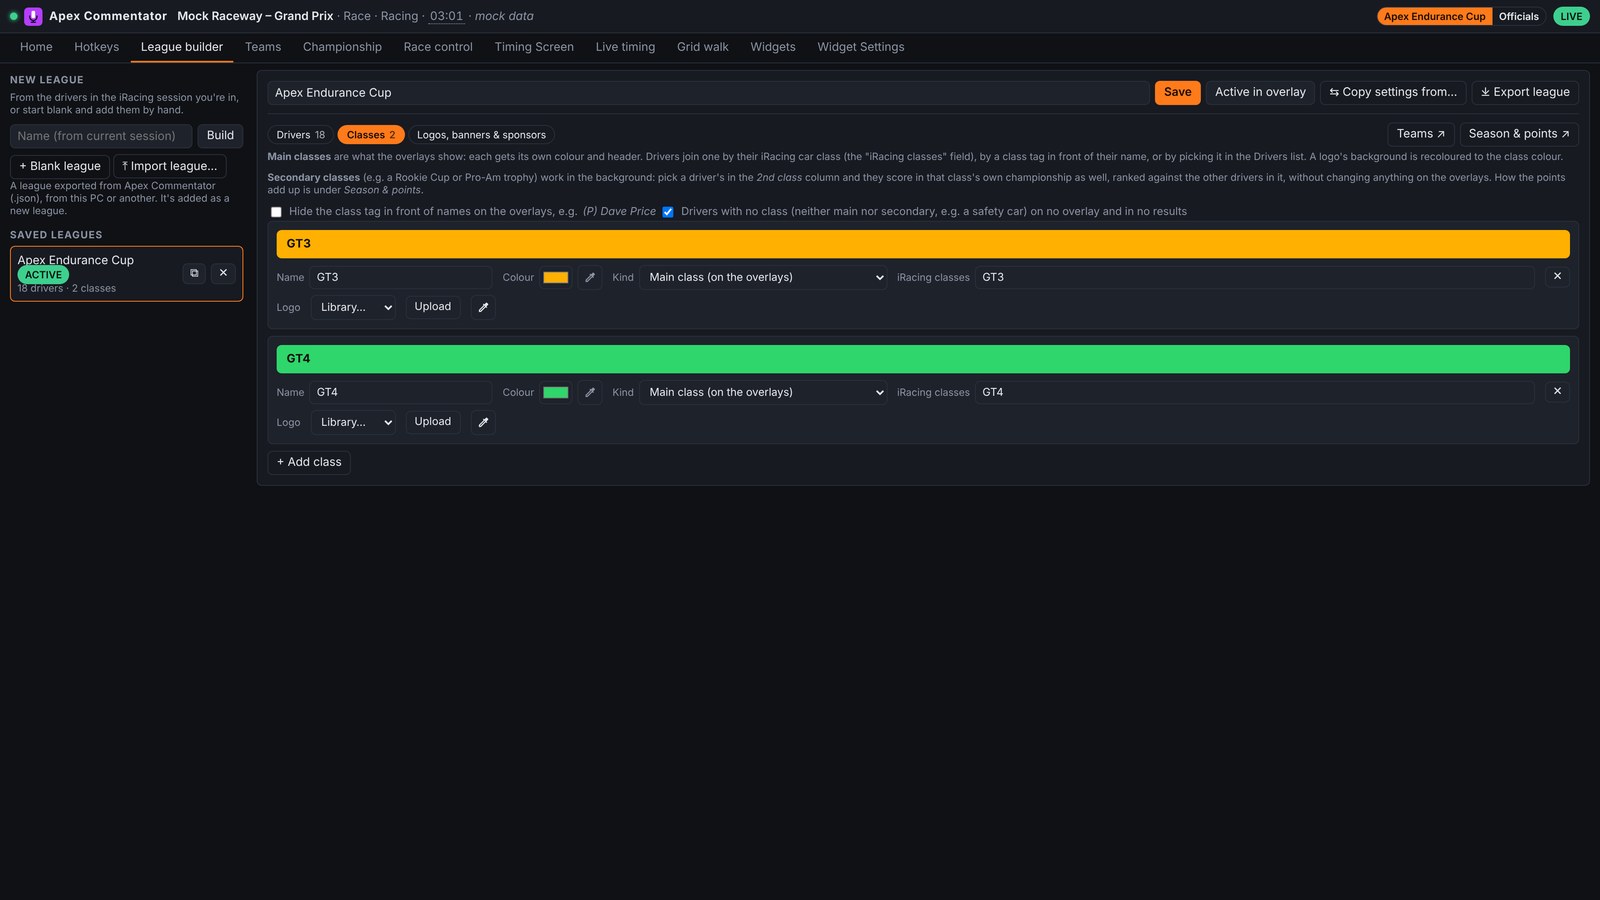 Apex Commentator Mock Raceway – Grand Prix · Race · Racing · 03:01 · mock data
Apex Endurance Cup Officials LIVE
Home Hotkeys League builder Teams Championship Race control Timing Screen Live timing Grid walk Widgets Widget Settings
NEW LEAGUE
From the drivers in the iRacing session you're in,
or start blank and add them by hand.
Name (from current session) Build
+ Blank league ⤒ Import league...
A league exported from Apex Commentator
(.json), from this PC or another. It's added as a
new league.
SAVED LEAGUES
Apex Endurance Cup
ACTIVE
18 drivers · 2 classes
Apex Endurance Cup Save Active in overlay ⇆ Copy settings from... ⤓ Export league
Drivers 18 Classes 2 Logos, banners & sponsors Teams ↗ Season & points ↗
Main classes are what the overlays show: each gets its own colour and header. Drivers join one by their iRacing car class (the "iRacing classes" field), by a class tag in front of their name, or by picking it in the Drivers list. A logo's background is recoloured to the class colour.
Secondary classes (e.g. a Rookie Cup or Pro-Am trophy) work in the background: pick a driver's in the 2nd class column and they score in that class's own championship as well, ranked against the other drivers in it, without changing anything on the overlays. How the points
add up is under Season & points.
Hide the class tag in front of names on the overlays, e.g. (P) Dave Price Drivers with no class (neither main nor secondary, e.g. a safety car) on no overlay and in no results
GT3
Name GT3 Colour Kind Main class (on the overlays) iRacing classes GT3 ✕
Logo Library... Upload
GT4
Name GT4 Colour Kind Main class (on the overlays) iRacing classes GT4 ✕
Logo Library... Upload
+ Add class